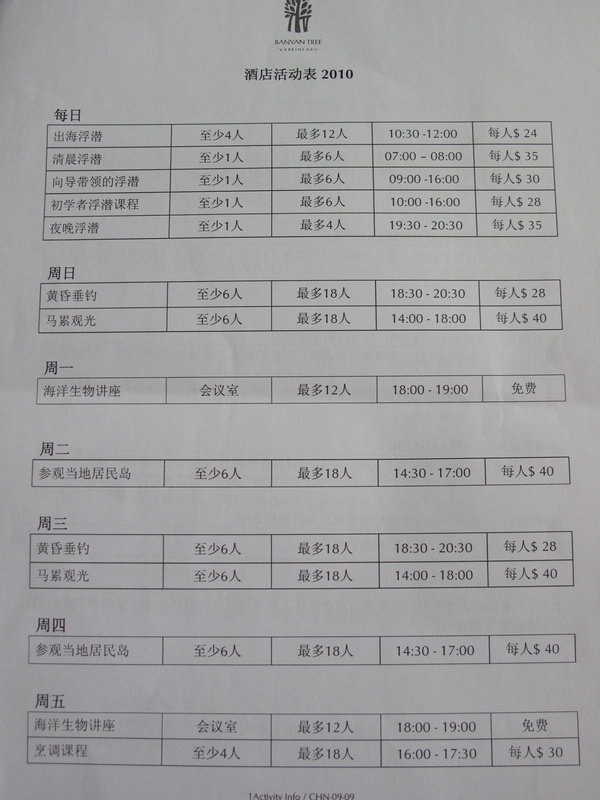 BANYAN TREE
VABBINFARU
酒店活动表 2010
每日
出海浮潜 至少4人 最多12人 10:30 -12:00 每人$ 24
清晨浮潜 至少1人 最多6人 07:00 – 08:00 每人$ 35
向导带领的浮潜 至少1人 最多6人 09:00 -16:00 每人$ 30
初学者浮潜课程 至少1人 最多6人 10:00 -16:00 每人$ 28
夜晚浮潜 至少1人 最多4人 19:30 - 20:30 每人$ 35
周日
黄昏垂钓 至少6人 最多18人 18:30 - 20:30 每人$ 28
马累观光 至少6人 最多18人 14:00 - 18:00 每人$ 40
周一
海洋生物讲座 会议室 最多12人 18:00 - 19:00 免费
周二
参观当地居民岛 至少6人 最多18人 14:30 - 17:00 每人$ 40
周三
黄昏垂钓 至少6人 最多18人 18:30 - 20:30 每人$ 28
马累观光 至少6人 最多18人 14:00 - 18:00 每人$ 40
周四
参观当地居民岛 至少6人 最多18人 14:30 - 17:00 每人$ 40
周五
海洋生物讲座 会议室 最多12人 18:00 - 19:00 免费
烹调课程 至少4人 最多18人 16:00 - 17:30 每人$ 30
1Activity Info / CHN-09-09